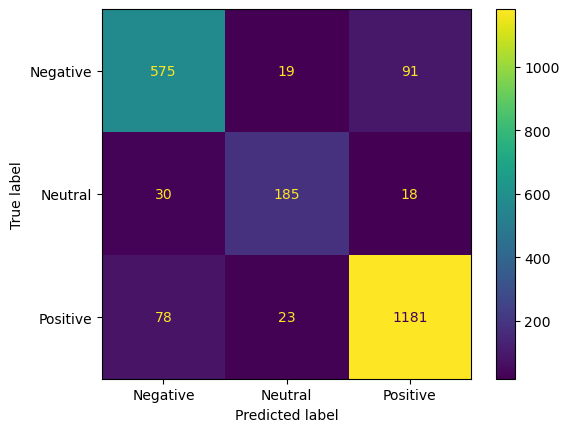 Negative 575 19 91
Neutral 30 185 18
Positive 78 23 1181
Negative Neutral Positive
Predicted label
True label
1000
800
600
400
200